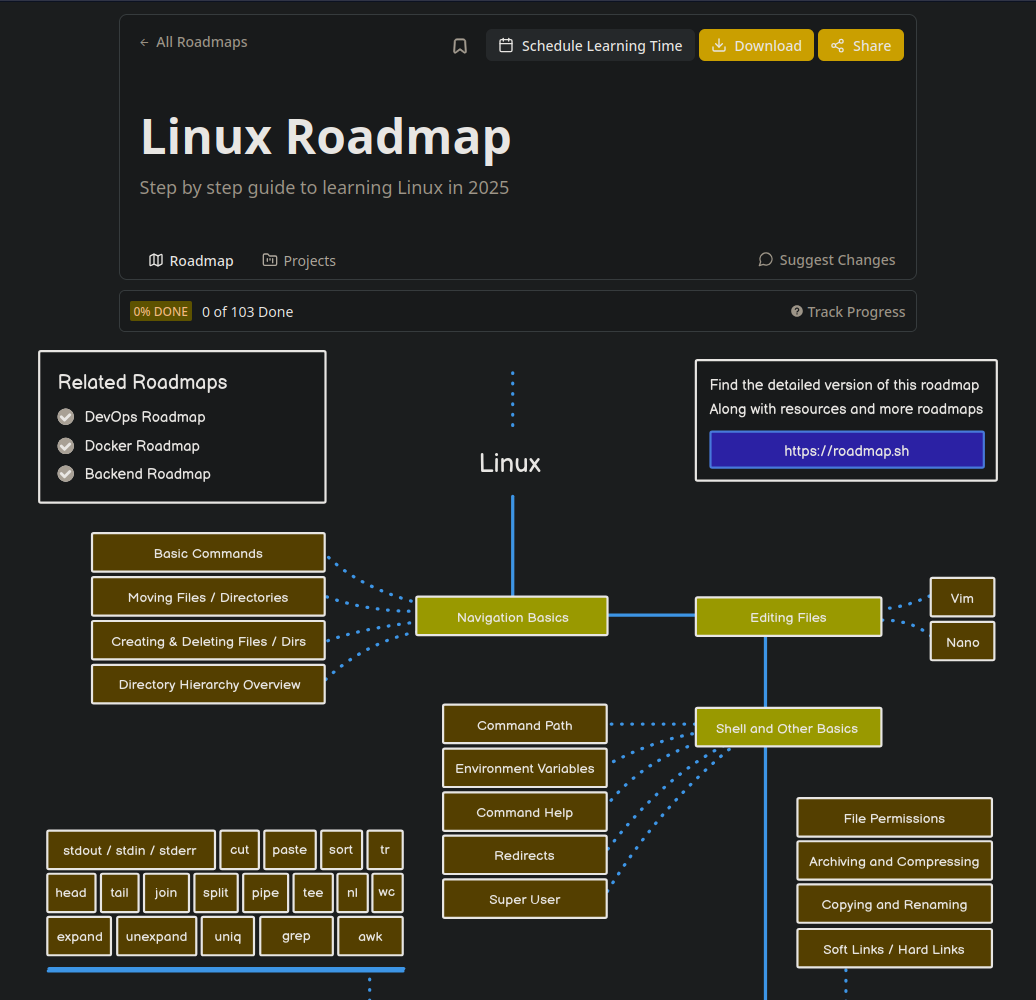 ← All Roadmaps
Schedule Learning Time
Download
Share
Linux Roadmap
Step by step guide to learning Linux in 2025
Roadmap
Projects
Suggest Changes
0% DONE
0 of 103 Done
Track Progress
Related Roadmaps
DevOps Roadmap
Docker Roadmap
Backend Roadmap
Find the detailed version of this roadmap
Along with resources and more roadmaps
https://roadmap.sh
Linux
Basic Commands
Moving Files / Directories
Creating & Deleting Files / Dirs
Directory Hierarchy Overview
Navigation Basics
Editing Files
Vim
Nano
Shell and Other Basics
Command Path
Environment Variables
Command Help
Redirects
Super User
File Permissions
Archiving and Compressing
Copying and Renaming
Soft Links / Hard Links
stdout / stdin / stderr
cut
paste
sort
tr
head
tail
join
split
pipe
tee
nl
wc
expand
unexpand
uniq
grep
awk